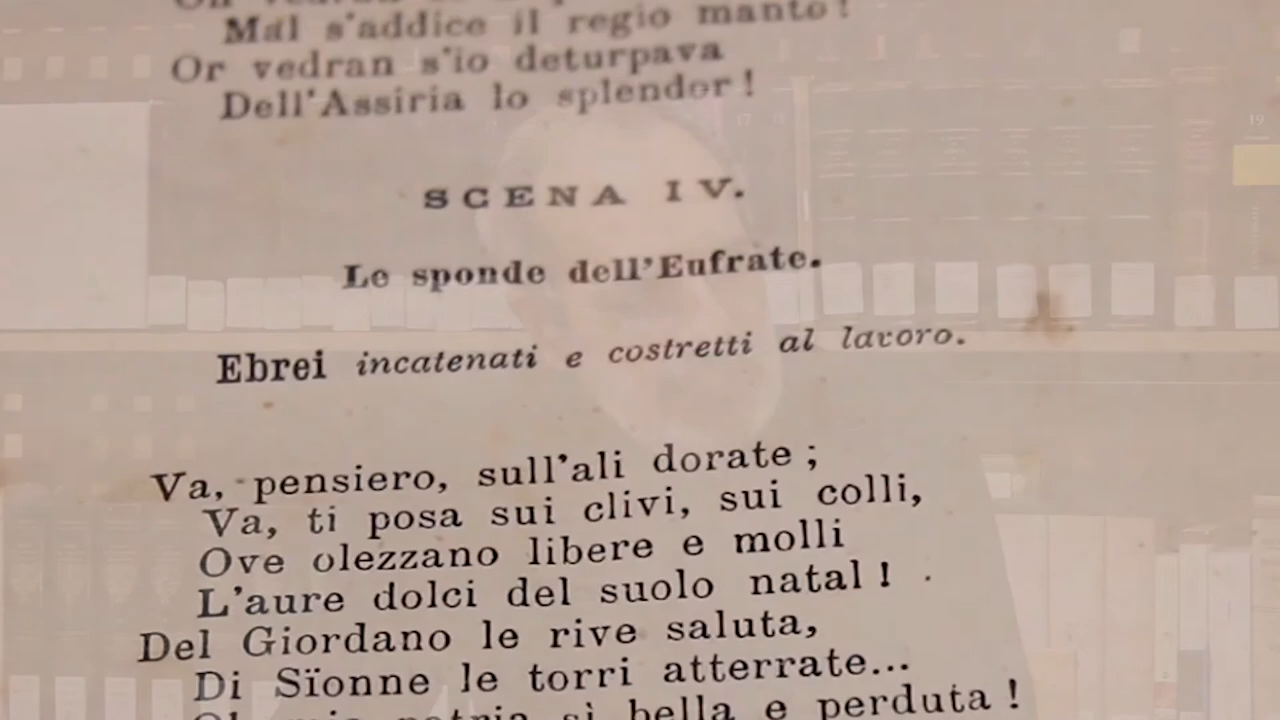 Mal s'addice il regio manto!
Or vedran s'io deturpava
Dell'Assiria lo splendor!
SCENA IV.
Le sponde dell'Eufrate.
Ebrei incatenati e costretti al lavoro.
Va, pensiero, sull'ali dorate;
Va, ti posa sui clivi, sui colli,
Ove olezzano libere e molli
L'aure dolci del suolo natal!
Del Giordano le rive saluta,
Di Sïonne le torri atterrate...
sì bella e perduta!
17
19